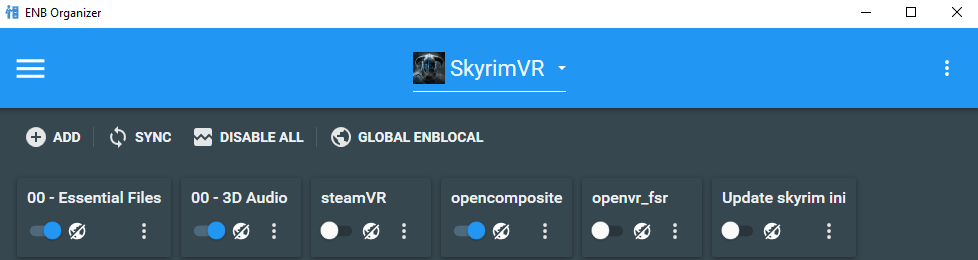 ENB Organizer
SkyrimVR
ADD SYNC DISABLE ALL GLOBAL ENBLOCAL
00 - Essential Files 00 - 3D Audio steamVR opencomposite openvr_fsr Update skyrim ini